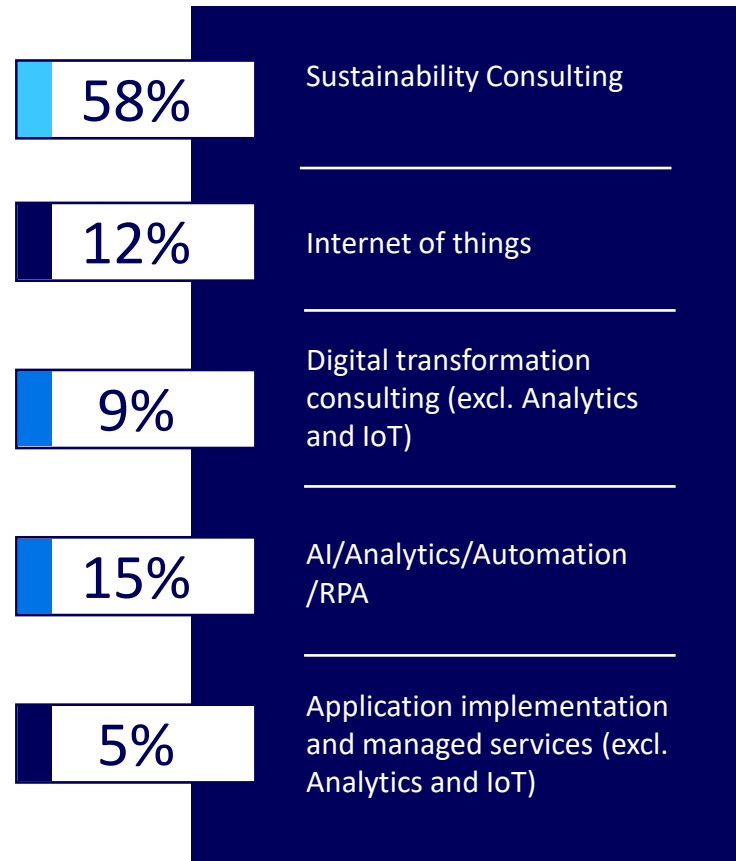 58%
Sustainability Consulting
12%
Internet of things
9%
Digital transformation
consulting (excl. Analytics
and IoT)
15%
AI/Analytics/Automation
/RPA
5%
Application implementation
and managed services (excl.
Analytics and IoT)